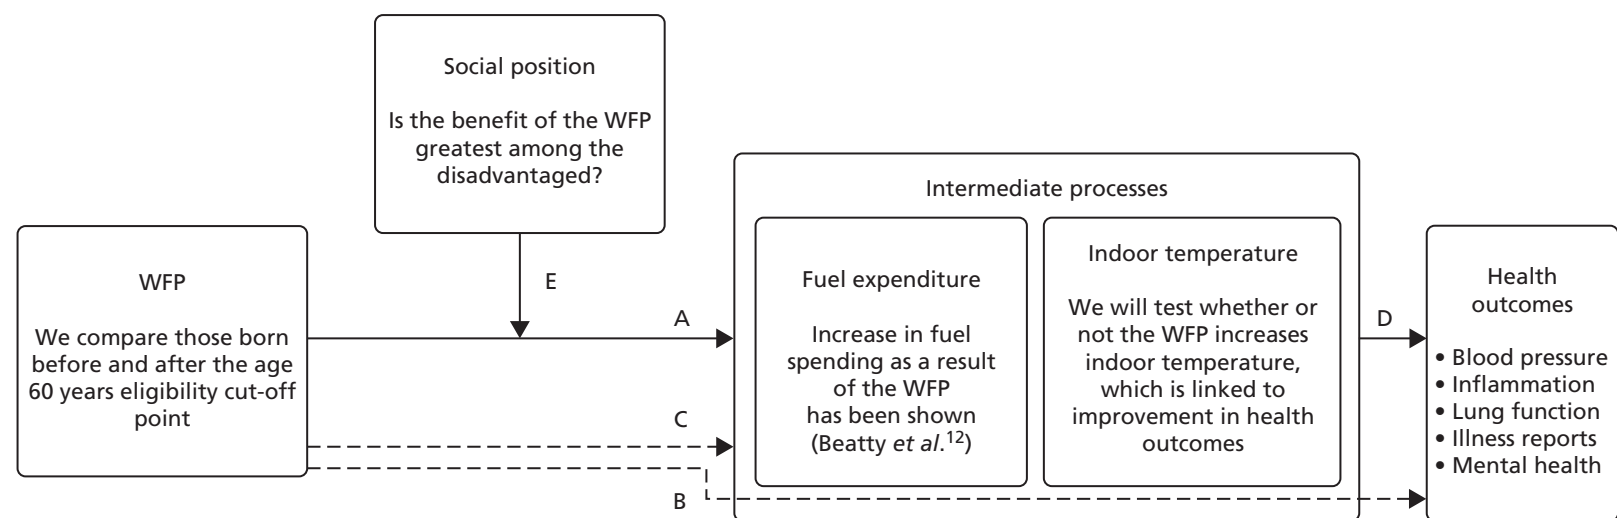 Social position
Is the benefit of the WFP
greatest among the
disadvantaged?
E
WFP
We compare those born
before and after the age
60 years eligibility cut-off
point
A
C
B
Intermediate processes
Fuel expenditure
Increase in fuel
spending as a result
of the WFP
has been shown
(Beatty et al.¹²)
Indoor temperature
We will test whether or
not the WFP increases
indoor temperature,
which is linked to
improvement in health
outcomes
D
Health
outcomes
• Blood pressure
• Inflammation
• Lung function
• Illness reports
• Mental health